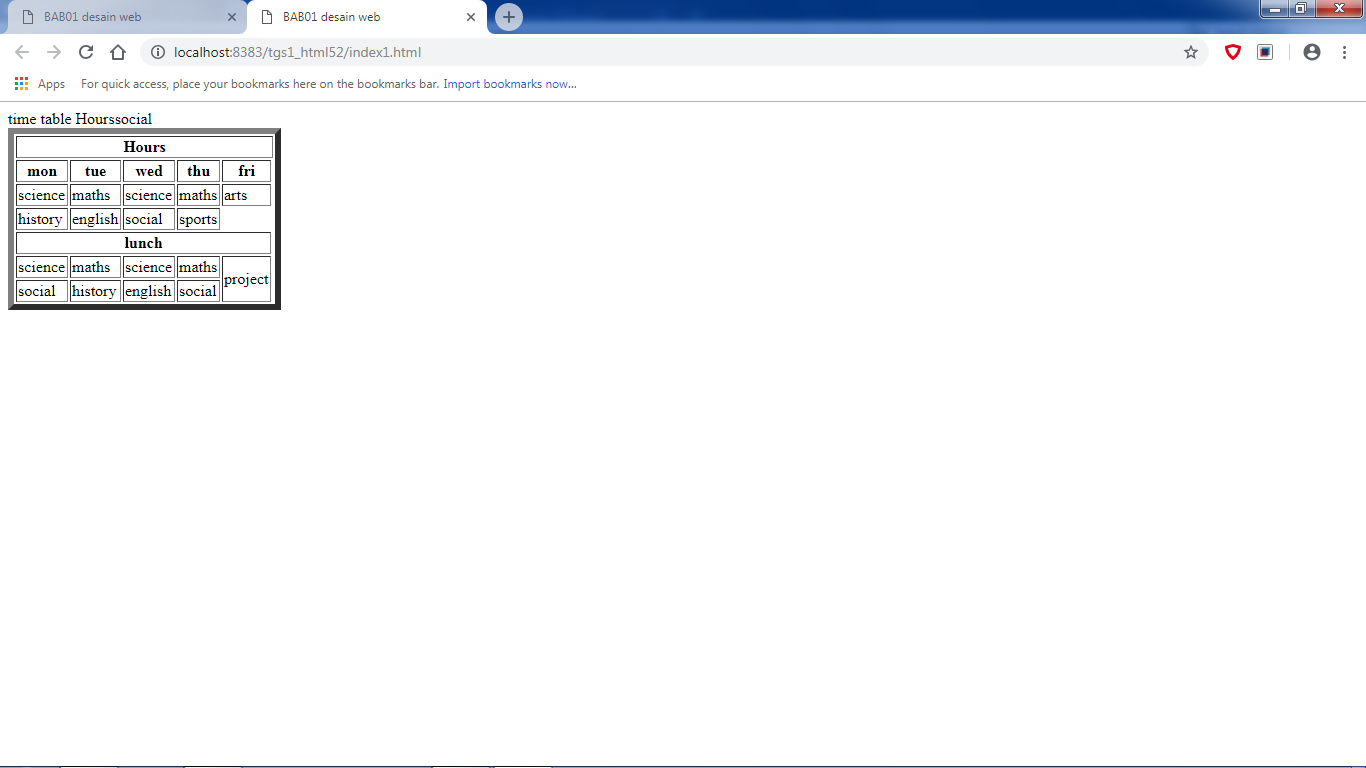 BAB01 desain web BAB01 desain web
localhost:8383/tgs1_html52/index1.html
Apps For quick access, place your bookmarks here on the bookmarks bar. Import bookmarks now...
time table Hourssocial
Hours
mon tue wed thu fri
science maths science maths arts
history english social sports
lunch
science maths science maths project
social history english social